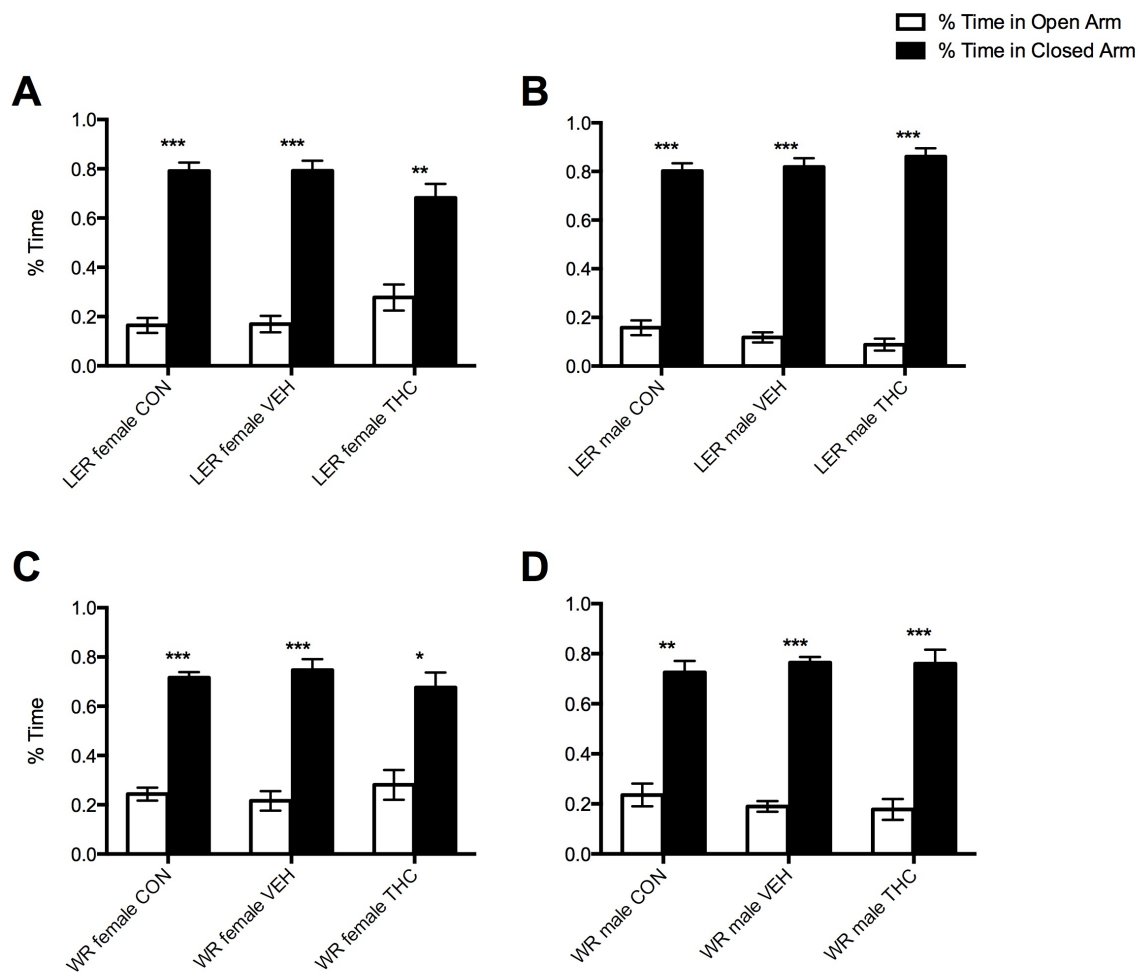 % Time in Open Arm
% Time in Closed Arm
A
1.0
0.8
0.6
0.4
0.2
0.0
% Time
***
***
**
LER female CON
LER female VEH
LER female THC
B
1.0
0.8
0.6
0.4
0.2
0.0
***
***
***
LER male CON
LER male VEH
LER male THC
C
1.0
0.8
0.6
0.4
0.2
0.0
% Time
***
***
*
WR female CON
WR female VEH
WR female THC
D
1.0
0.8
0.6
0.4
0.2
0.0
**
***
***
WR male CON
WR male VEH
WR male THC